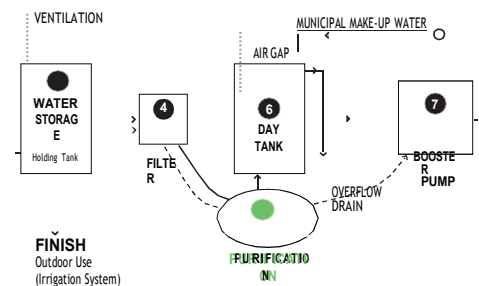 VENTILATION
MUNICIPAL MAKE-UP WATER
AIR GAP
WATER
STORAG
E
Holding Tank
4
FILTE
R
6
DAY
TANK
7
BOOSTE
R
PUMP
OVERFLOW
DRAIN
PURIFICATIO
N
FINISH
Outdoor Use
(Irrigation System)